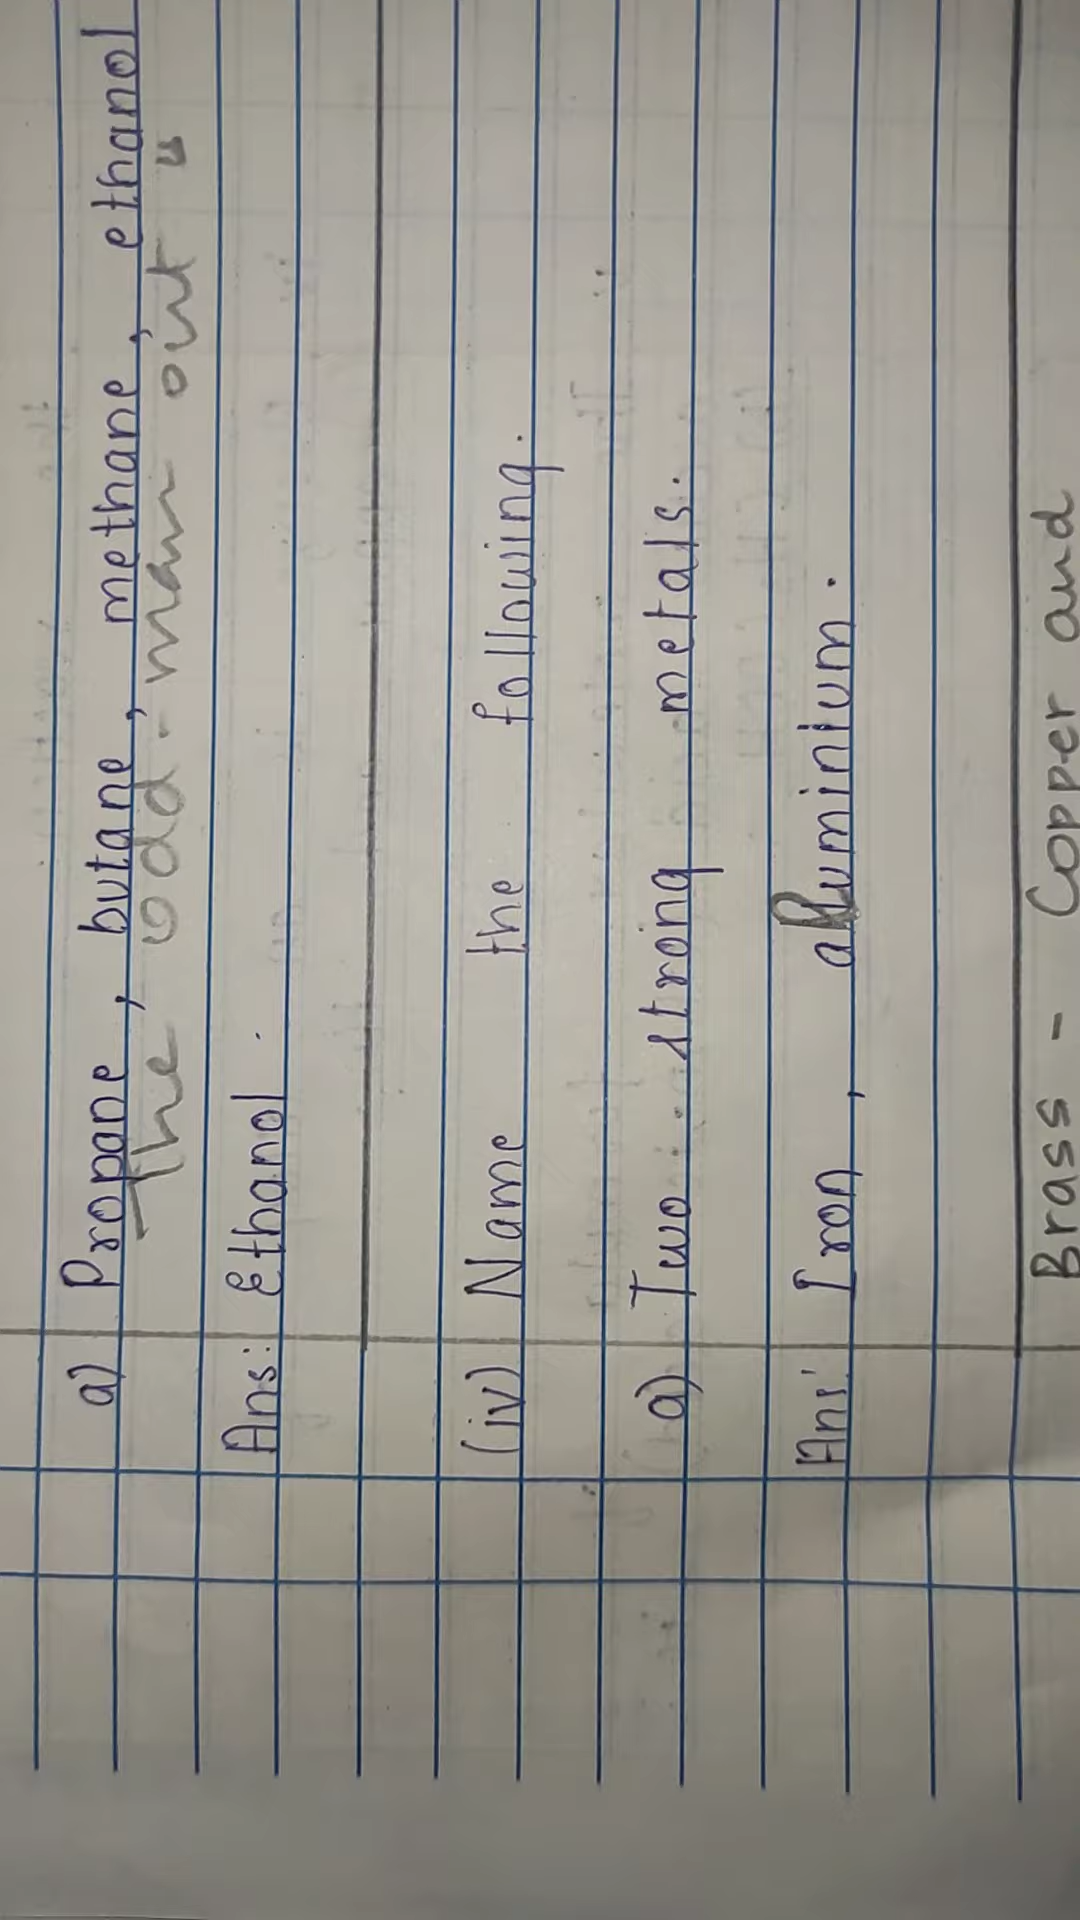 a) Propane, butane, methane, ethanol
The odd-man out "
Ans: Ethanol.
(iv) Name the following.
a) Two strong metals.
Ans: Iron, alluminium.
Brass - Copper and